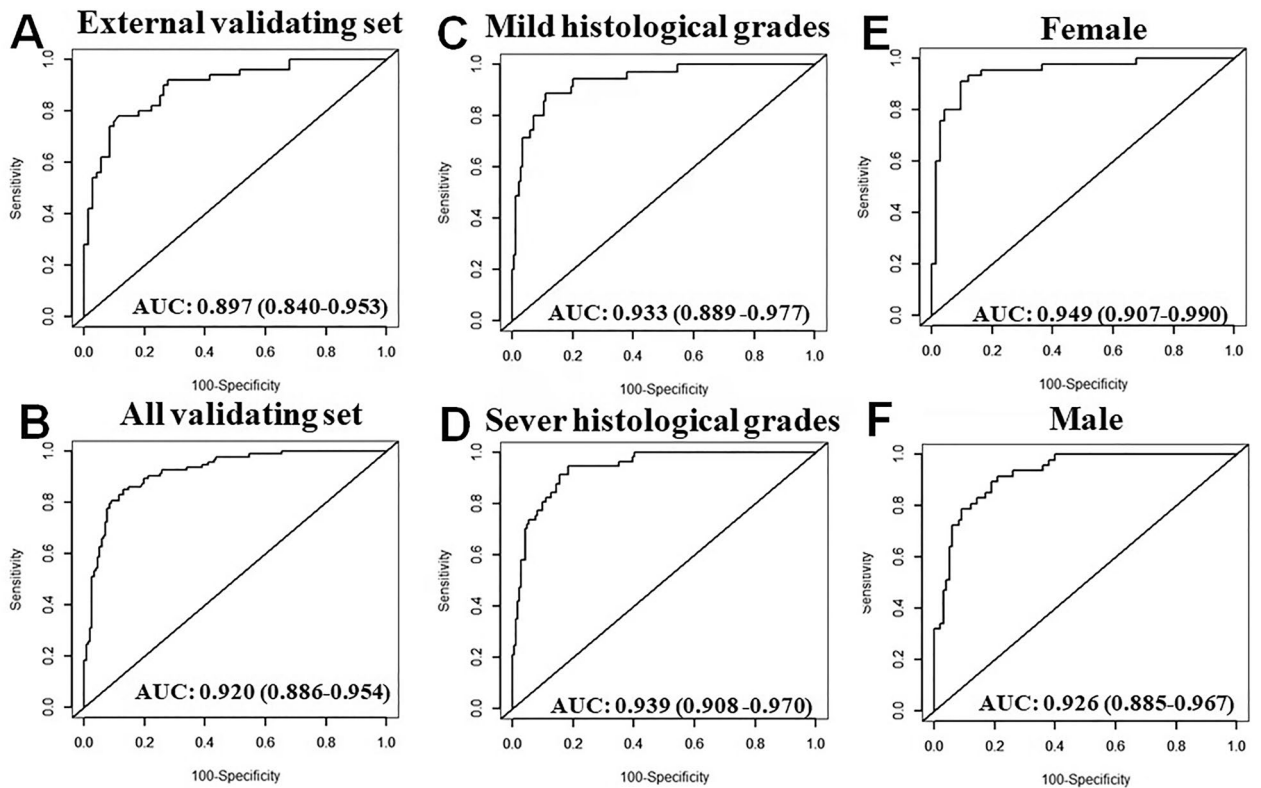 A External validating set
Sensitivity
1.0
0.8
0.6
0.4
0.2
0.0
AUC: 0.897 (0.840-0.953)
0.0 0.2 0.4 0.6 0.8 1.0
100-Specificity
C Mild histological grades
Sensitivity
1.0
0.8
0.6
0.4
0.2
0.0
AUC: 0.933 (0.889 -0.977)
0.0 0.2 0.4 0.6 0.8 1.0
100-Specificity
E Female
Sensitivity
1.0
0.8
0.6
0.4
0.2
0.0
AUC: 0.949 (0.907-0.990)
0.0 0.2 0.4 0.6 0.8 1.0
100-Specificity
B All validating set
Sensitivity
1.0
0.8
0.6
0.4
0.2
0.0
AUC: 0.920 (0.886-0.954)
0.0 0.2 0.4 0.6 0.8 1.0
100-Specificity
D Sever histological grades
Sensitivity
1.0
0.8
0.6
0.4
0.2
0.0
AUC: 0.939 (0.908 -0.970)
0.0 0.2 0.4 0.6 0.8 1.0
100-Specificity
F Male
Sensitivity
1.0
0.8
0.6
0.4
0.2
0.0
AUC: 0.926 (0.885-0.967)
0.0 0.2 0.4 0.6 0.8 1.0
100-Specificity